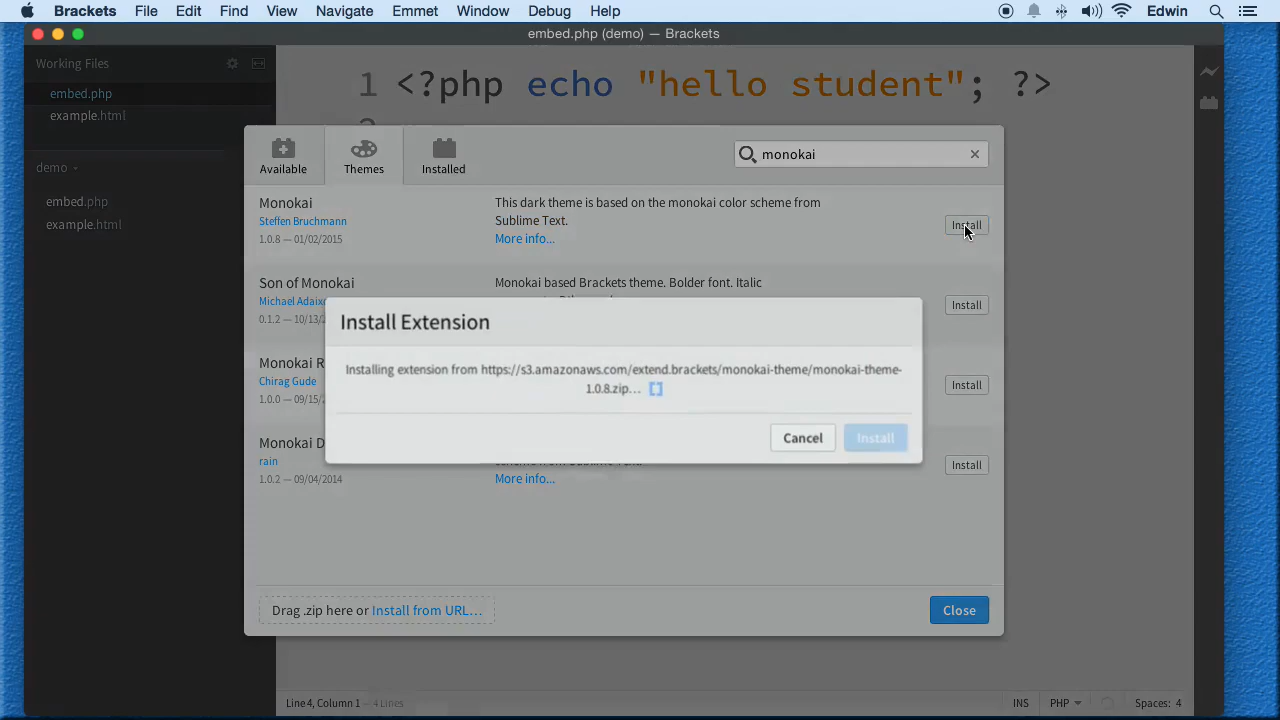 Brackets File Edit Find View Navigate Emmet Window Debug Help Edwin
embed.php (demo) — Brackets
Working Files
embed.php
example.html
demo
embed.php
example.html
1 <?php echo "hello student"; ?>
Available
Themes
Installed
monokai
Monokai
Steffen Bruchmann
1.0.8 — 01/02/2015
This dark theme is based on the monokai color scheme from
Sublime Text.
More info...
Install
Son of Monokai
Michael
0.1.2 — 10/13/
Monokai based Brackets theme. Bolder font. Italic
Install
Monokai
Chirag Gude
1.0.0 — 09/15/
Install
Monokai
rain
1.0.2 — 09/04/2014
More info...
Install
Install Extension
Installing extension from https://s3.amazonaws.com/extend.brackets/monokai-theme/monokai-theme-
1.0.8.zip...
Cancel
Install
Drag .zip here or Install from URL...
Close
Line 4, Column 1 — 4 Lines
INS PHP Spaces: 4